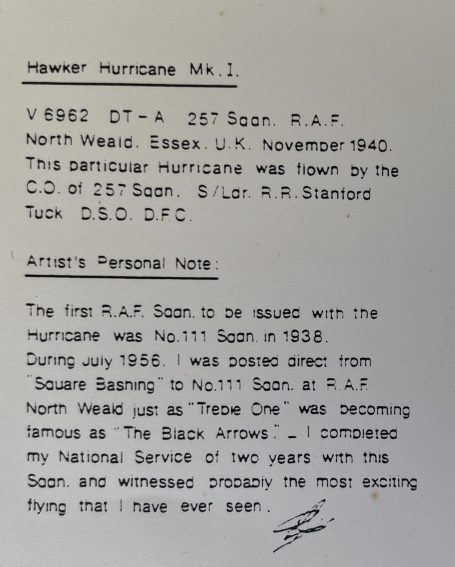 Hawker Hurricane Mk.I.
V 6962 DT-A 257 Sqdn. R.A.F.
North Weald. Essex. U.K. November 1940.
This particular Hurricane was flown by the
C.O. of 257 Sqdn. S/Ldr. R.R. Stanford
Tuck D.S.O. D.F.C.
Artist's Personal Note:
The first R.A.F. Sqdn. to be issued with the
Hurricane was No.111 Sqdn. in 1938.
During July 1956. I was posted direct from
"Square Bashing" to No.111 Sqdn. at R.A.F.
North Weald just as "Treble One" was becoming
famous as "The Black Arrows." _ I completed
my National Service of two years with this
Sqdn. and witnessed probably the most exciting
flying that I have ever seen.